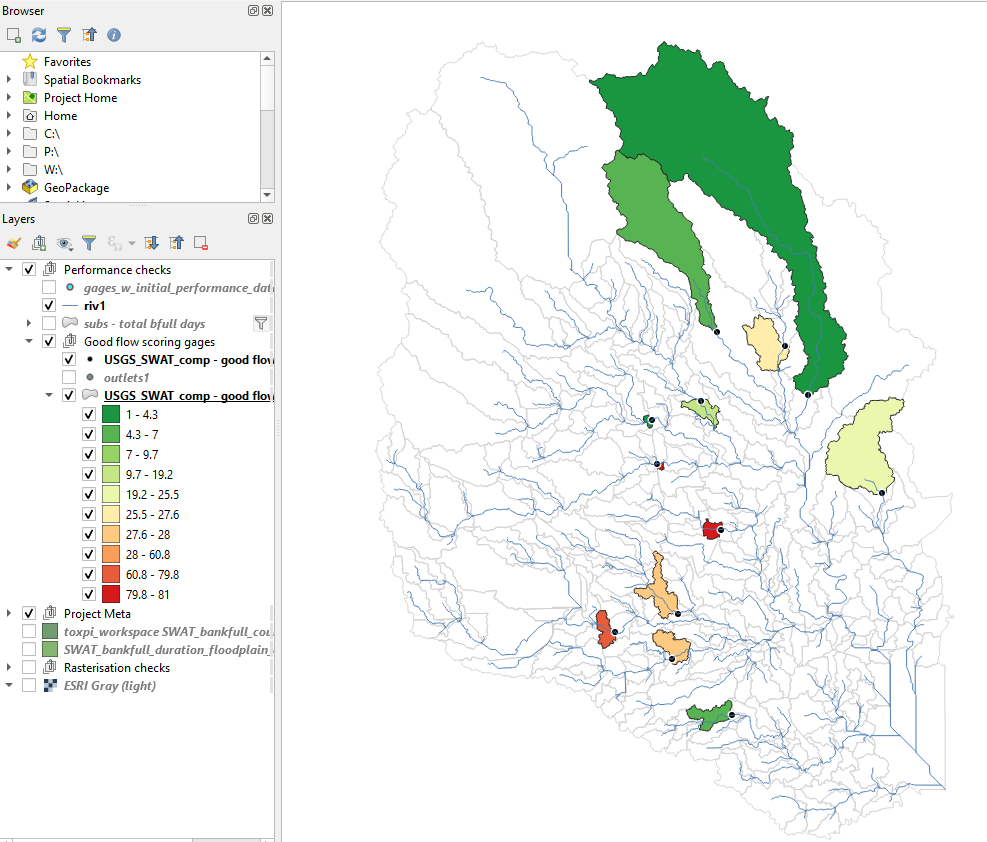 Browser
Favorites
Spatial Bookmarks
Project Home
Home
C:\
P:\
W:\
GeoPackage
Layers
Performance checks
gages_w_initial_performance_dat
riv1
subs - total bfull days
Good flow scoring gages
USGS_SWAT_comp - good flow
outlets1
USGS_SWAT_comp - good flow
1 - 4.3
4.3 - 7
7 - 9.7
9.7 - 19.2
19.2 - 25.5
25.5 - 27.6
27.6 - 28
28 - 60.8
60.8 - 79.8
79.8 - 81
Project Meta
toxpi_workspace SWAT_bankfull_cou
SWAT_bankfull_duration_floodplain_
Rasterisation checks
ESRI Gray (light)